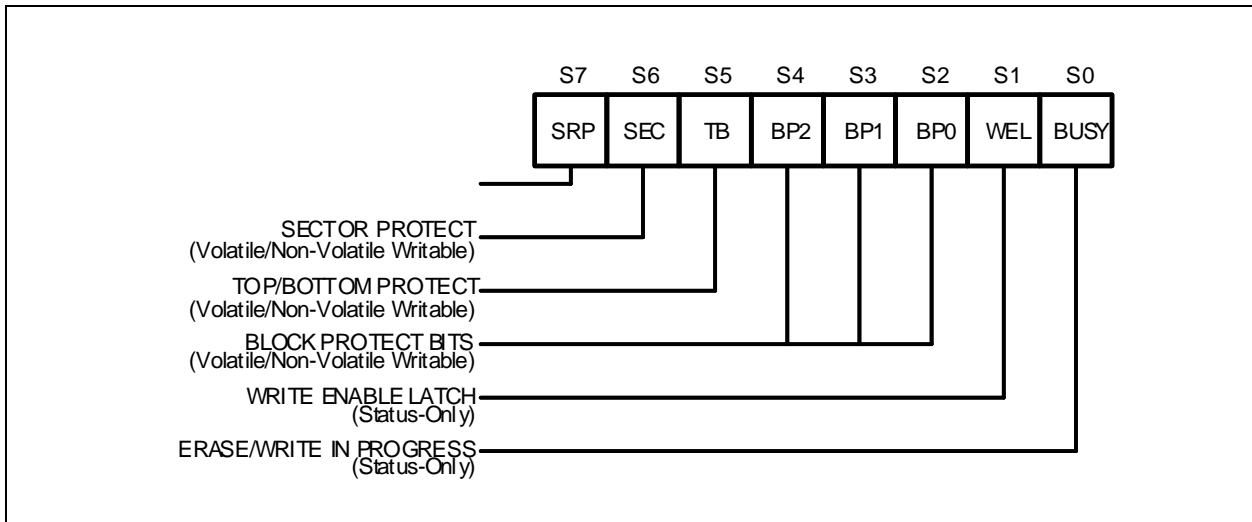 S7 S6 S5 S4 S3 S2 S1 S0
SRP SEC TB BP2 BP1 BP0 WEL BUSY
SECTOR PROTECT
(Volatile/Non-Volatile Writable)
TOP/BOTTOM PROTECT
(Volatile/Non-Volatile Writable)
BLOCK PROTECT BITS
(Volatile/Non-Volatile Writable)
WRITE ENABLE LATCH
(Status-Only)
ERASE/WRITE IN PROGRESS
(Status-Only)